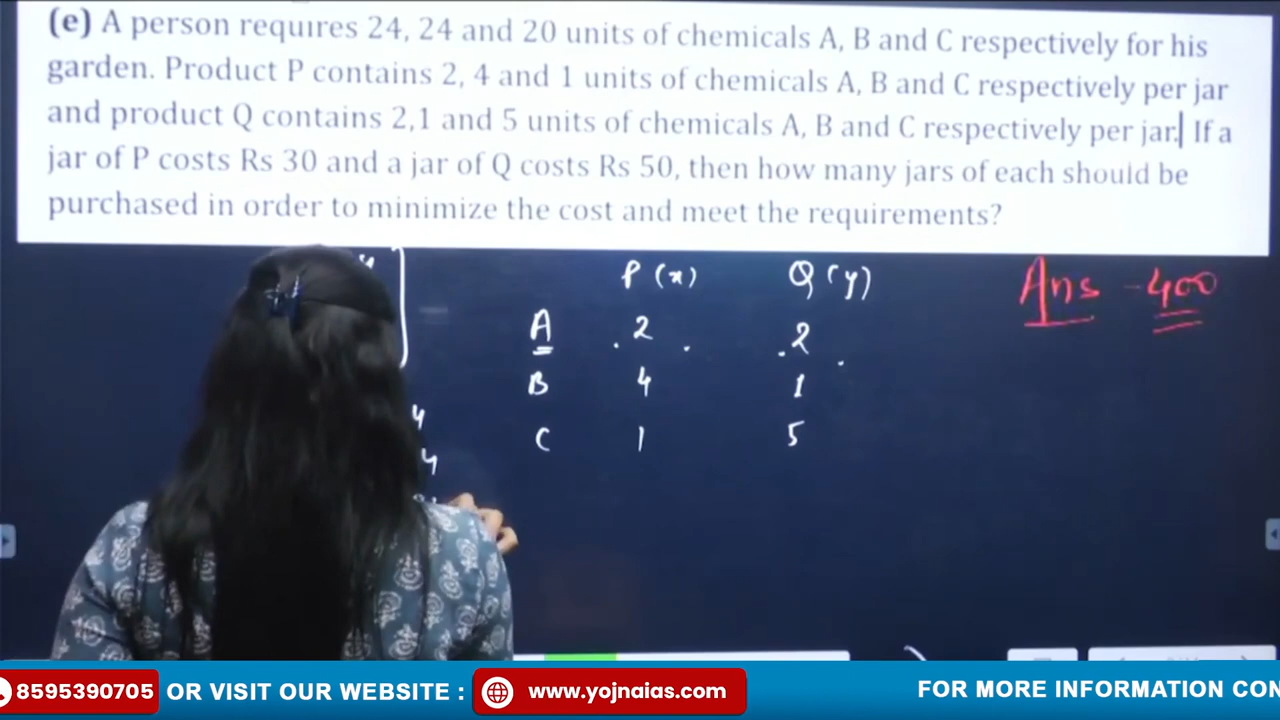 (e) A person requires 24, 24 and 20 units of chemicals A, B and C respectively for his
garden. Product P contains 2, 4 and 1 units of chemicals A, B and C respectively per jar
and product Q contains 2,1 and 5 units of chemicals A, B and C respectively per jar. If a
jar of P costs Rs 30 and a jar of Q costs Rs 50, then how many jars of each should be
purchased in order to minimize the cost and meet the requirements?
P (x) Q (y)
Ans - 400
A 2 2
B 4 1
4
C 1 5
4
8595390705 OR VISIT OUR WEBSITE : www.yojnaias.com FOR MORE INFORMATION CON